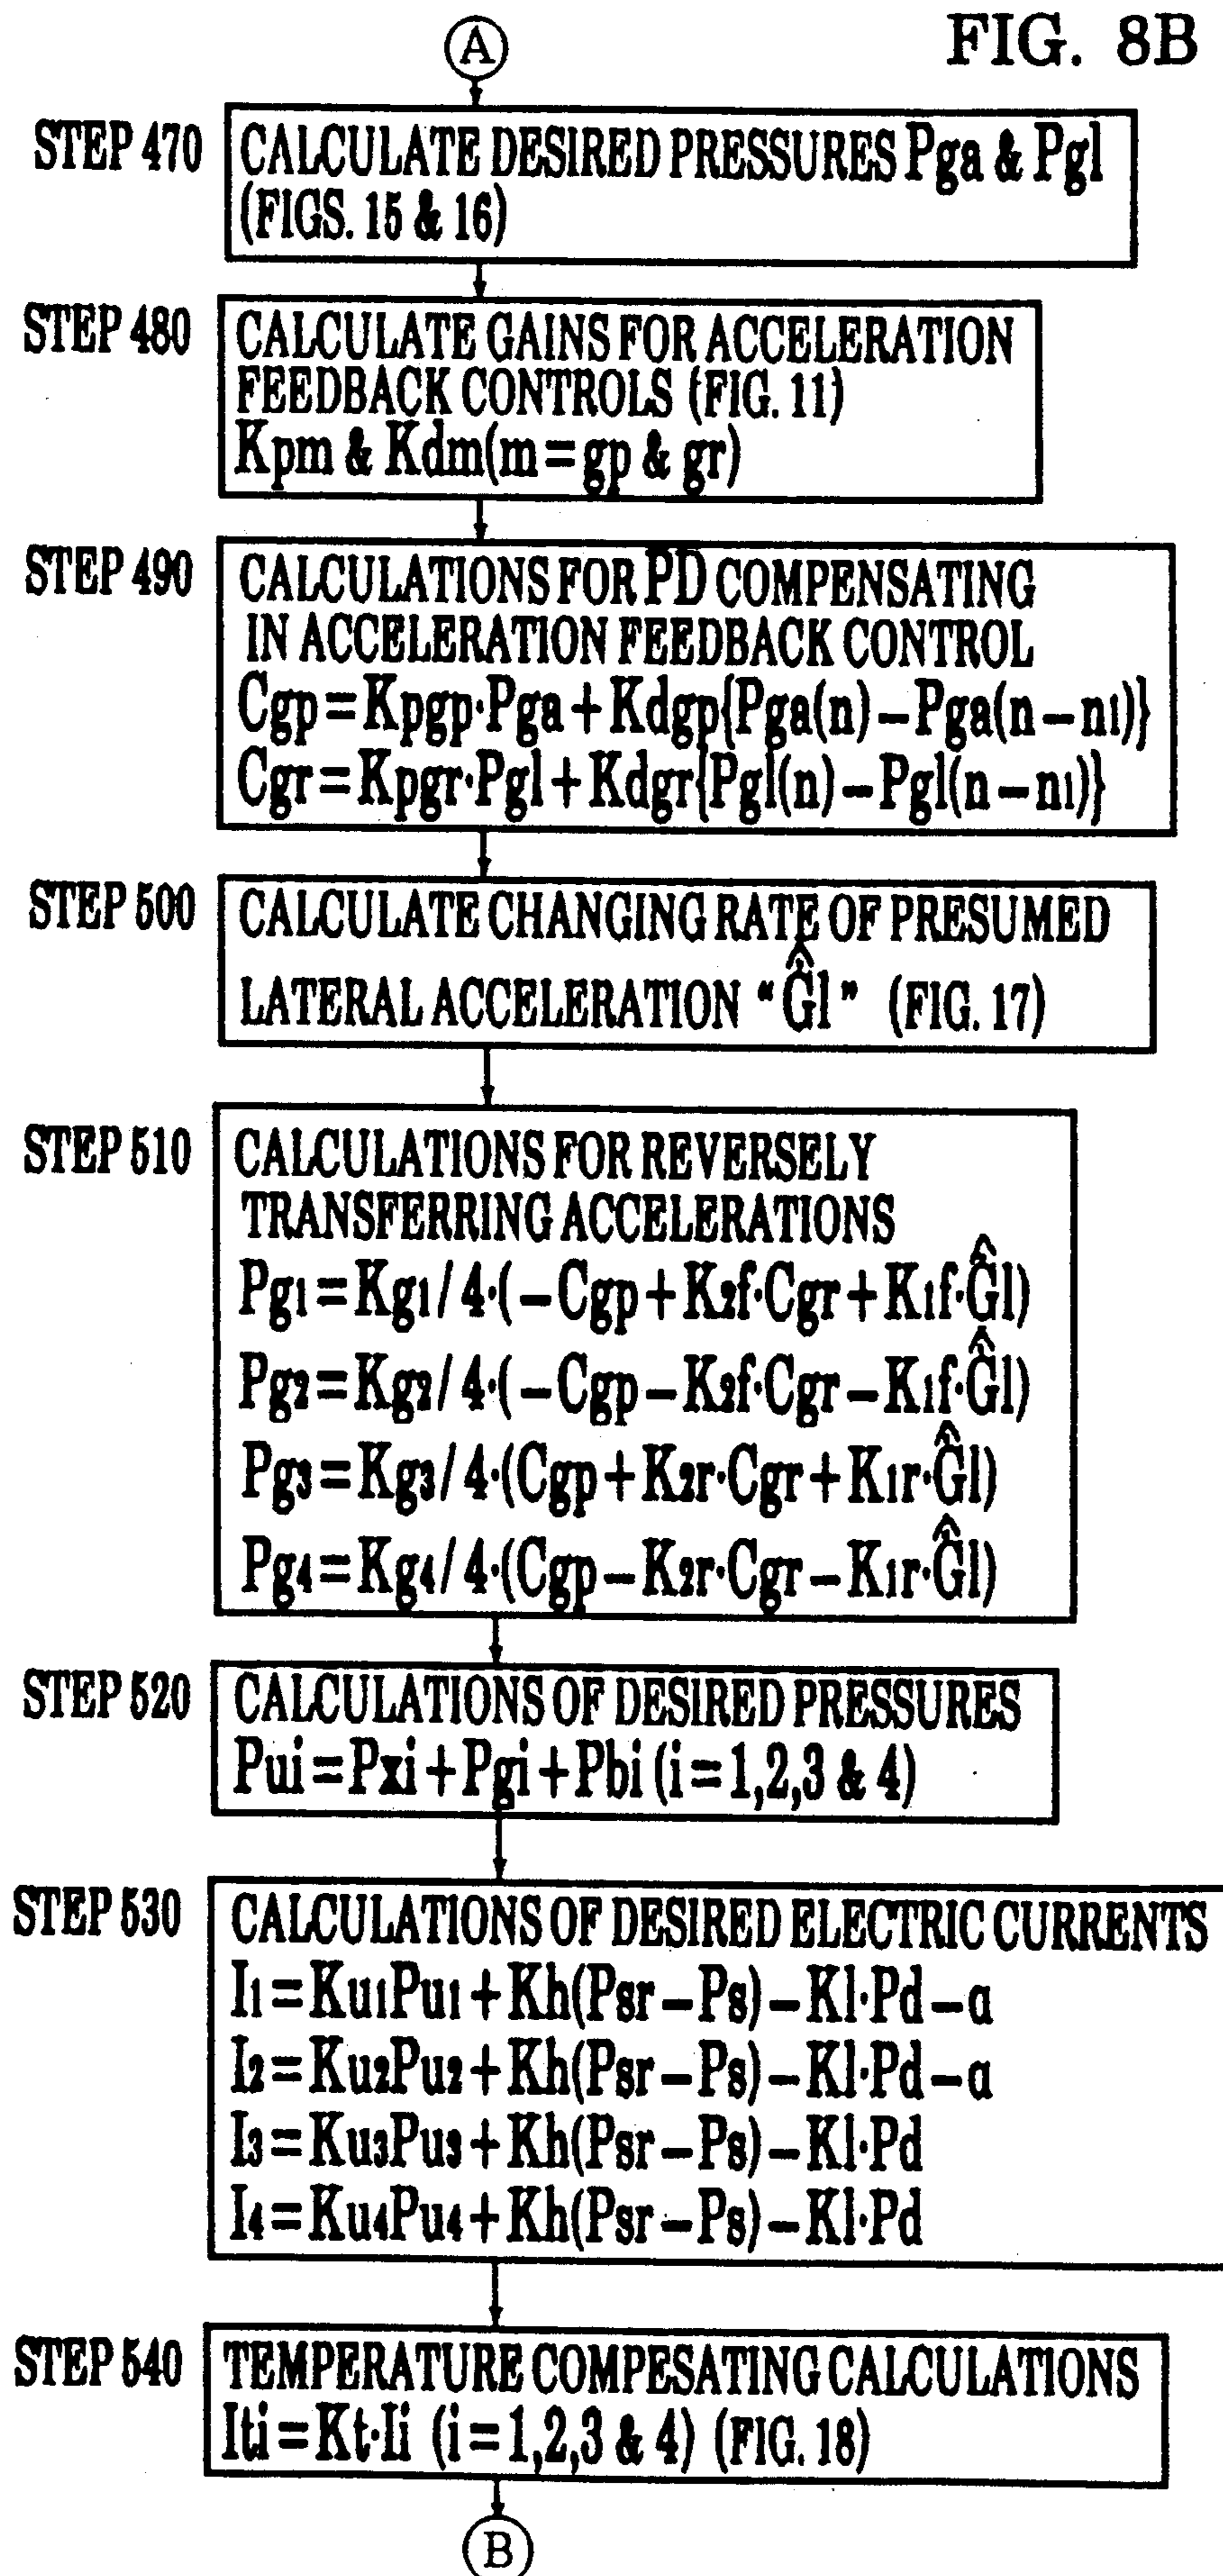 FIG. 8B
A
STEP 470
CALCULATE DESIRED PRESSURES Pga & Pgl
(FIGS. 15 & 16)
STEP 480
CALCULATE GAINS FOR ACCELERATION
FEEDBACK CONTROLS (FIG. 11)
Kpm & Kdm(m = gp & gr)
STEP 490
CALCULATIONS FOR PD COMPENSATING
IN ACCELERATION FEEDBACK CONTROL
Cgp = Kpgp·Pga + Kdgp{Pga(n) – Pga(n – n1)}
Cgr = Kpgr·Pgl + Kdgr{Pgl(n) – Pgl(n – n1)}
STEP 500
CALCULATE CHANGING RATE OF PRESUMED
LATERAL ACCELERATION “ Ġ̂l ” (FIG. 17)
STEP 510
CALCULATIONS FOR REVERSELY
TRANSFERRING ACCELERATIONS
Pg1 = Kg1 / 4·( – Cgp + K2f·Cgr + K1f·Ġ̂l)
Pg2 = Kg2 / 4·( – Cgp – K2f·Cgr – K1f·Ġ̂l)
Pg3 = Kg3 / 4·(Cgp + K2r·Cgr + K1r·Ġ̂l)
Pg4 = Kg4 / 4·(Cgp – K2r·Cgr – K1r·Ġ̂l)
STEP 520
CALCULATIONS OF DESIRED PRESSURES
Pui = Pxi + Pgi + Pbi (i = 1,2,3 & 4)
STEP 530
CALCULATIONS OF DESIRED ELECTRIC CURRENTS
I1 = Ku1Pu1 + Kh(Psr – Ps) – Kl·Pd – α
I2 = Ku2Pu2 + Kh(Psr – Ps) – Kl·Pd – α
I3 = Ku3Pu3 + Kh(Psr – Ps) – Kl·Pd
I4 = Ku4Pu4 + Kh(Psr – Ps) – Kl·Pd
STEP 540
TEMPERATURE COMPESATING CALCULATIONS
Iti = Kt·Ii (i = 1,2,3 & 4) (FIG. 18)
B